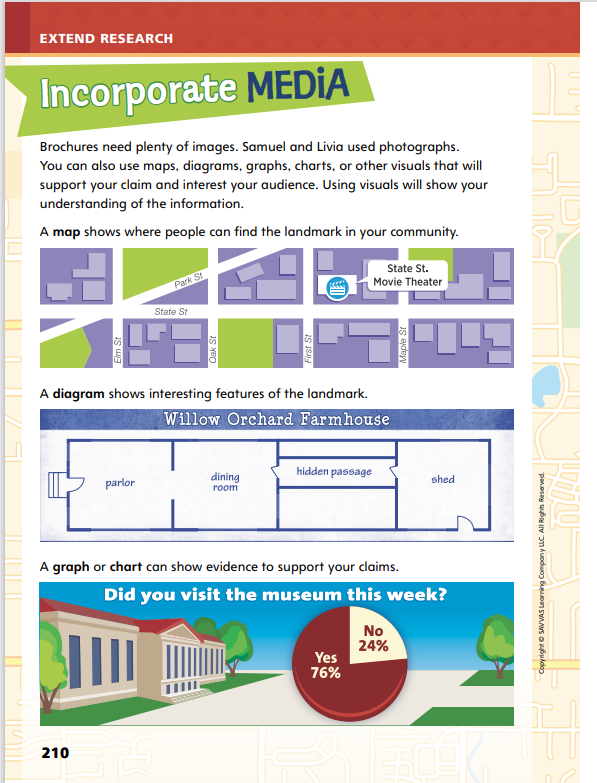 EXTEND RESEARCH
Incorporate MEDiA
Brochures need plenty of images. Samuel and Livia used photographs.
You can also use maps, diagrams, graphs, charts, or other visuals that will
support your claim and interest your audience. Using visuals will show your
understanding of the information.
A map shows where people can find the landmark in your community.
Park St
State St.
Movie Theater
State St
Elm St
Oak St
First St
Maple St
A diagram shows interesting features of the landmark.
Willow Orchard Farmhouse
parlor
dining
room
hidden passage
shed
A graph or chart can show evidence to support your claims.
Did you visit the museum this week?
No
24%
Yes
76%
Copyright © SAVVAS Learning Company LLC. All Rights Reserved.
210